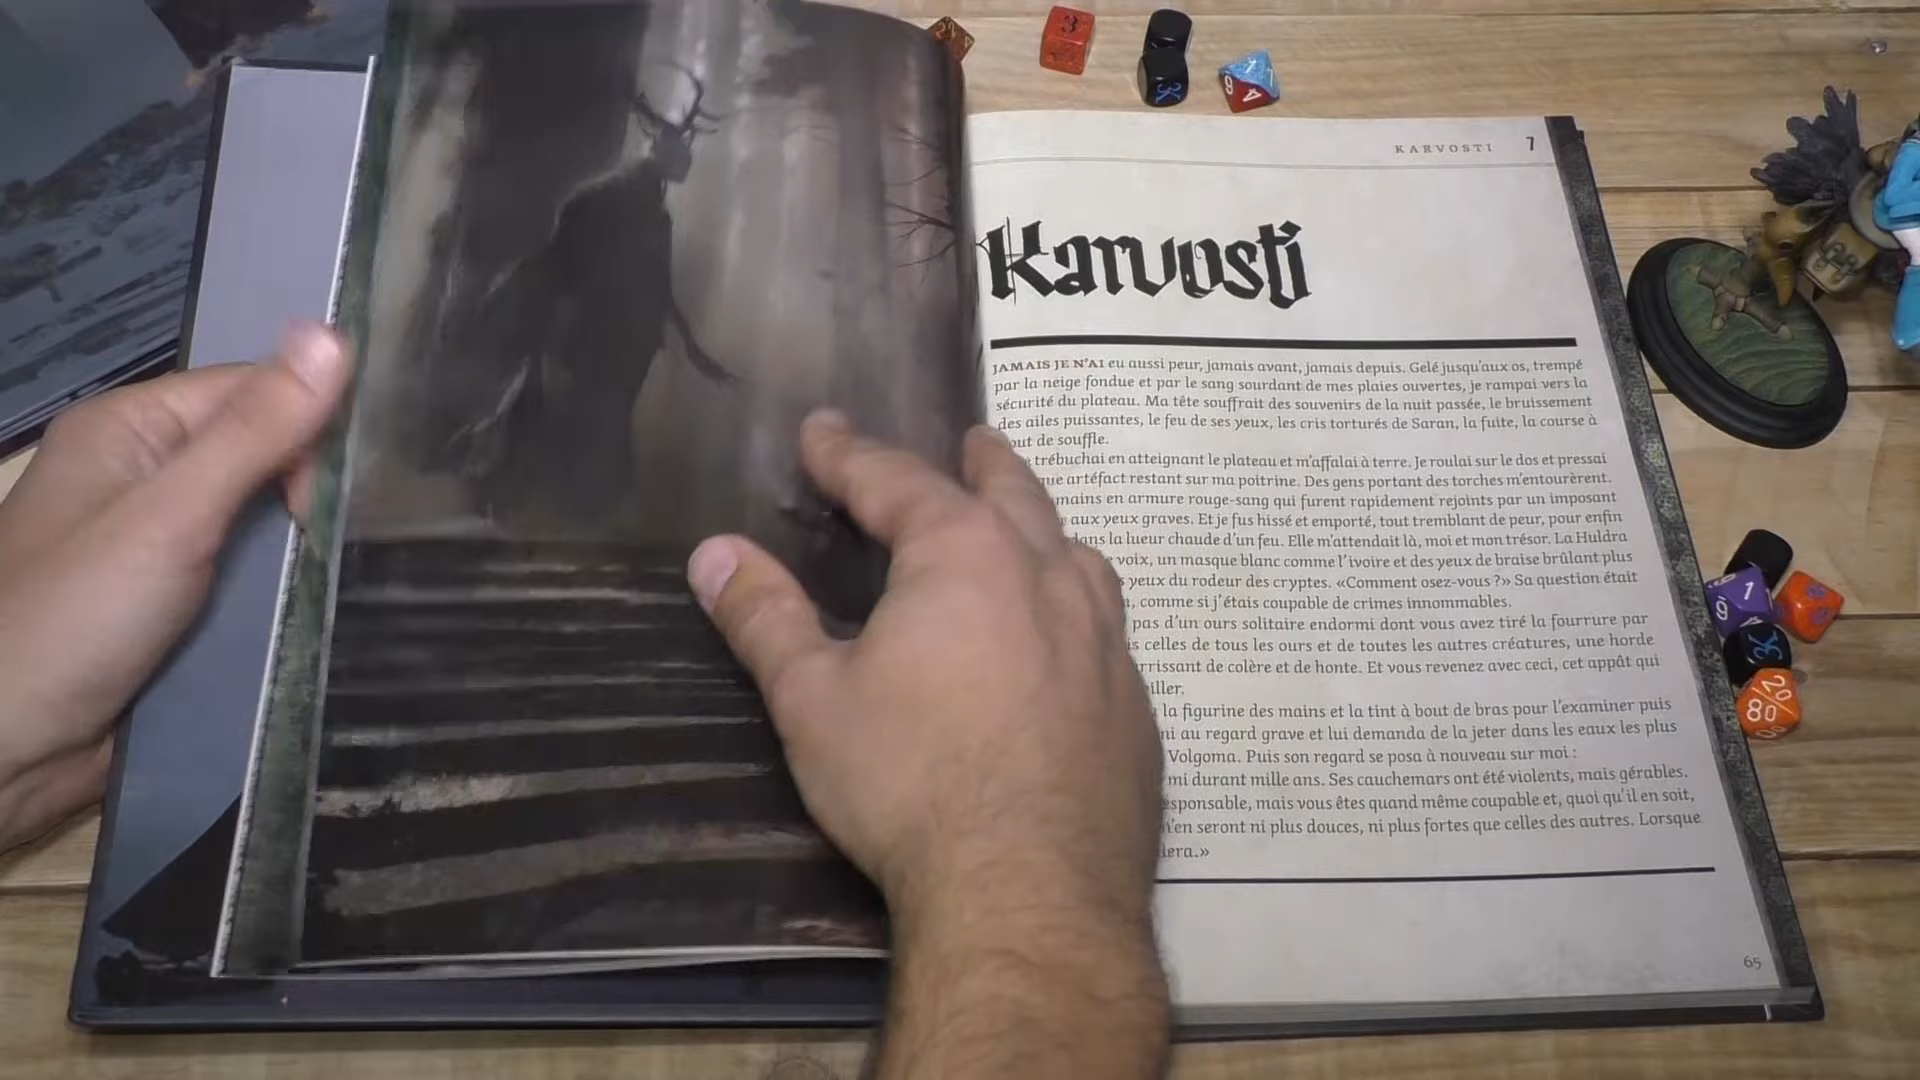 KARVOSTI 7
Karvosti
JAMAIS JE N'AI eu aussi peur, jamais avant, jamais depuis. Gelé jusqu'aux os, trempé
par la neige fondue et par le sang sourdant de mes plaies ouvertes, je rampai vers la
sécurité du plateau. Ma tête souffrait des souvenirs de la nuit passée, le bruissement
des ailes puissantes, le feu de ses yeux, les cris torturés de Saran, la fuite, la course à
out de souffle.
trébuchai en atteignant le plateau et m'affalai à terre. Je roulai sur le dos et pressai
que artéfact restant sur ma poitrine. Des gens portant des torches m'entourèrent.
mains en armure rouge-sang qui furent rapidement rejoints par un imposant
aux yeux graves. Et je fus hissé et emporté, tout tremblant de peur, pour enfin
dans la lueur chaude d'un feu. Elle m'attendait là, moi et mon trésor. La Huldra
voix, un masque blanc comme l'ivoire et des yeux de braise brûlant plus
yeux du rodeur des cryptes. «Comment osez-vous ?» Sa question était
comme si j'étais coupable de crimes innommables.
pas d'un ours solitaire endormi dont vous avez tiré la fourrure par
is celles de tous les ours et de toutes les autres créatures, une horde
rrissant de colère et de honte. Et vous revenez avec ceci, cet appât qui
iller.
la figurine des mains et la tint à bout de bras pour l'examiner puis
ni au regard grave et lui demanda de la jeter dans les eaux les plus
Volgoma. Puis son regard se posa à nouveau sur moi :
mi durant mille ans. Ses cauchemars ont été violents, mais gérables.
esponsable, mais vous êtes quand même coupable et, quoi qu'il en soit,
n'en seront ni plus douces, ni plus fortes que celles des autres. Lorsque
lera.»
65